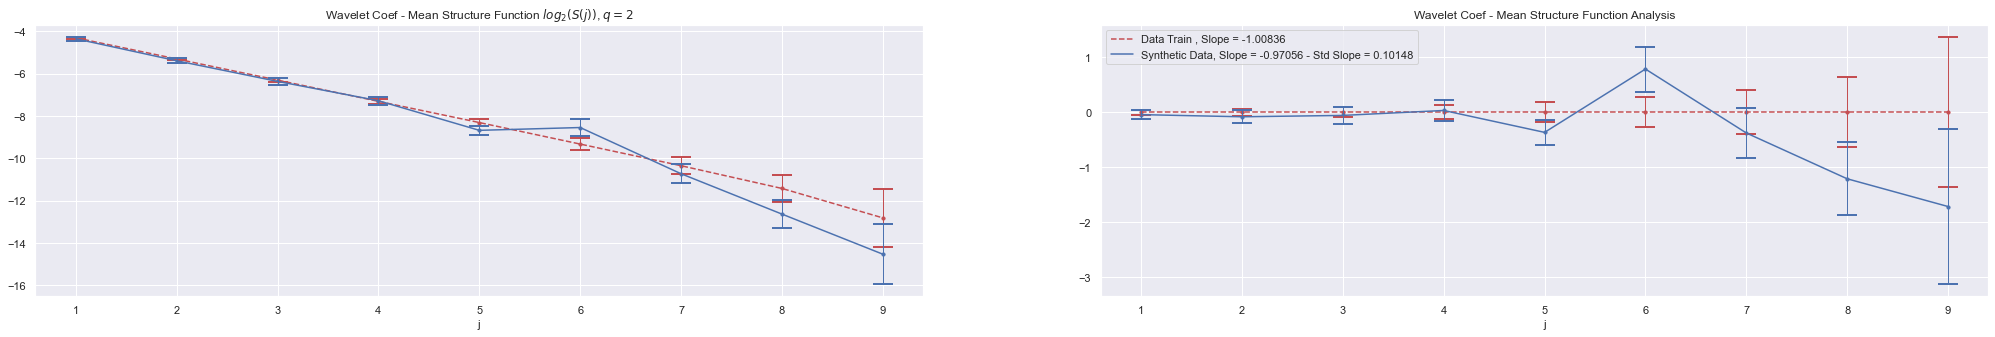 Wavelet Coef - Mean Structure Function log₂(S(j)), q = 2
−4
−6
−8
−10
−12
−14
−16
1 2 3 4 5 6 7 8 9
j
Wavelet Coef - Mean Structure Function Analysis
Data Train , Slope = -1.00836
Synthetic Data, Slope = -0.97056 - Std Slope = 0.10148
1
0
−1
−2
−3
1 2 3 4 5 6 7 8 9
j